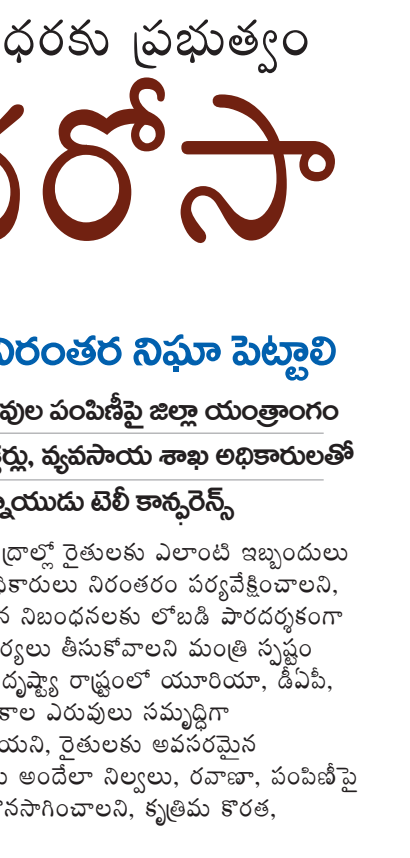 ధరకు ప్రభుత్వం
రోసా
నిరంతర నిఘా పెట్టాలి
వుల పంపిణీపై జిల్లా యంత్రాంగం
వ్యవసాయ శాఖ అధికారులతో
న్నాయుడు టెలీ కాన్ఫరెన్స్
ద్రాల్లో రైతులకు ఎలాంటి ఇబ్బందులు
ధికారులు నిరంతరం పర్యవేక్షించాలని,
న నిబంధనలకు లోబడి పారదర్శకంగా
ర్యలు తీసుకోవాలని మంత్రి స్పష్టం
దృష్ట్యా రాష్ట్రంలో యూరియా, డీఏపీ,
కాల ఎరువులు సమృద్ధిగా
యని, రైతులకు అవసరమైన
అందేలా నిల్వలు, రవాణా, పంపిణీపై
కొనసాగించాలని, కృత్రిమ కొరత,